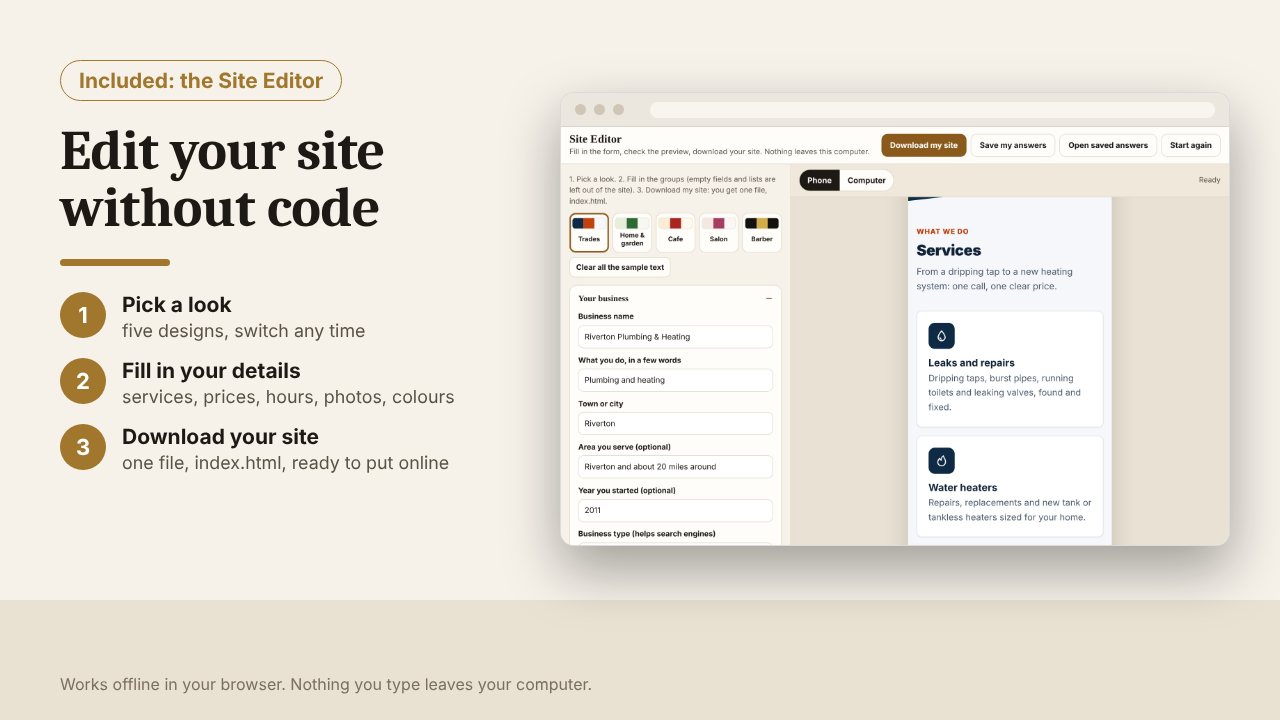 Included: the Site Editor
Edit your site
without code
1
Pick a look
five designs, switch any time
2
Fill in your details
services, prices, hours, photos, colours
3
Download your site
one file, index.html, ready to put online
Site Editor
Fill in the form, check the preview, download your site. Nothing leaves this computer.
Download my site
Save my answers
Open saved answers
Start again
1. Pick a look. 2. Fill in the groups (empty fields and lists are
left out of the site). 3. Download my site: you get one file,
index.html.
Trades
Home &
garden
Cafe
Salon
Barber
Clear all the sample text
Your business
Business name
Riverton Plumbing & Heating
What you do, in a few words
Plumbing and heating
Town or city
Riverton
Area you serve (optional)
Riverton and about 20 miles around
Year you started (optional)
2011
Business type (helps search engines)
Phone
Computer
Ready
WHAT WE DO
Services
From a dripping tap to a new heating
system: one call, one clear price.
Leaks and repairs
Dripping taps, burst pipes, running
toilets and leaking valves, found and
fixed.
Water heaters
Repairs, replacements and new tank or
tankless heaters sized for your home.
Works offline in your browser. Nothing you type leaves your computer.